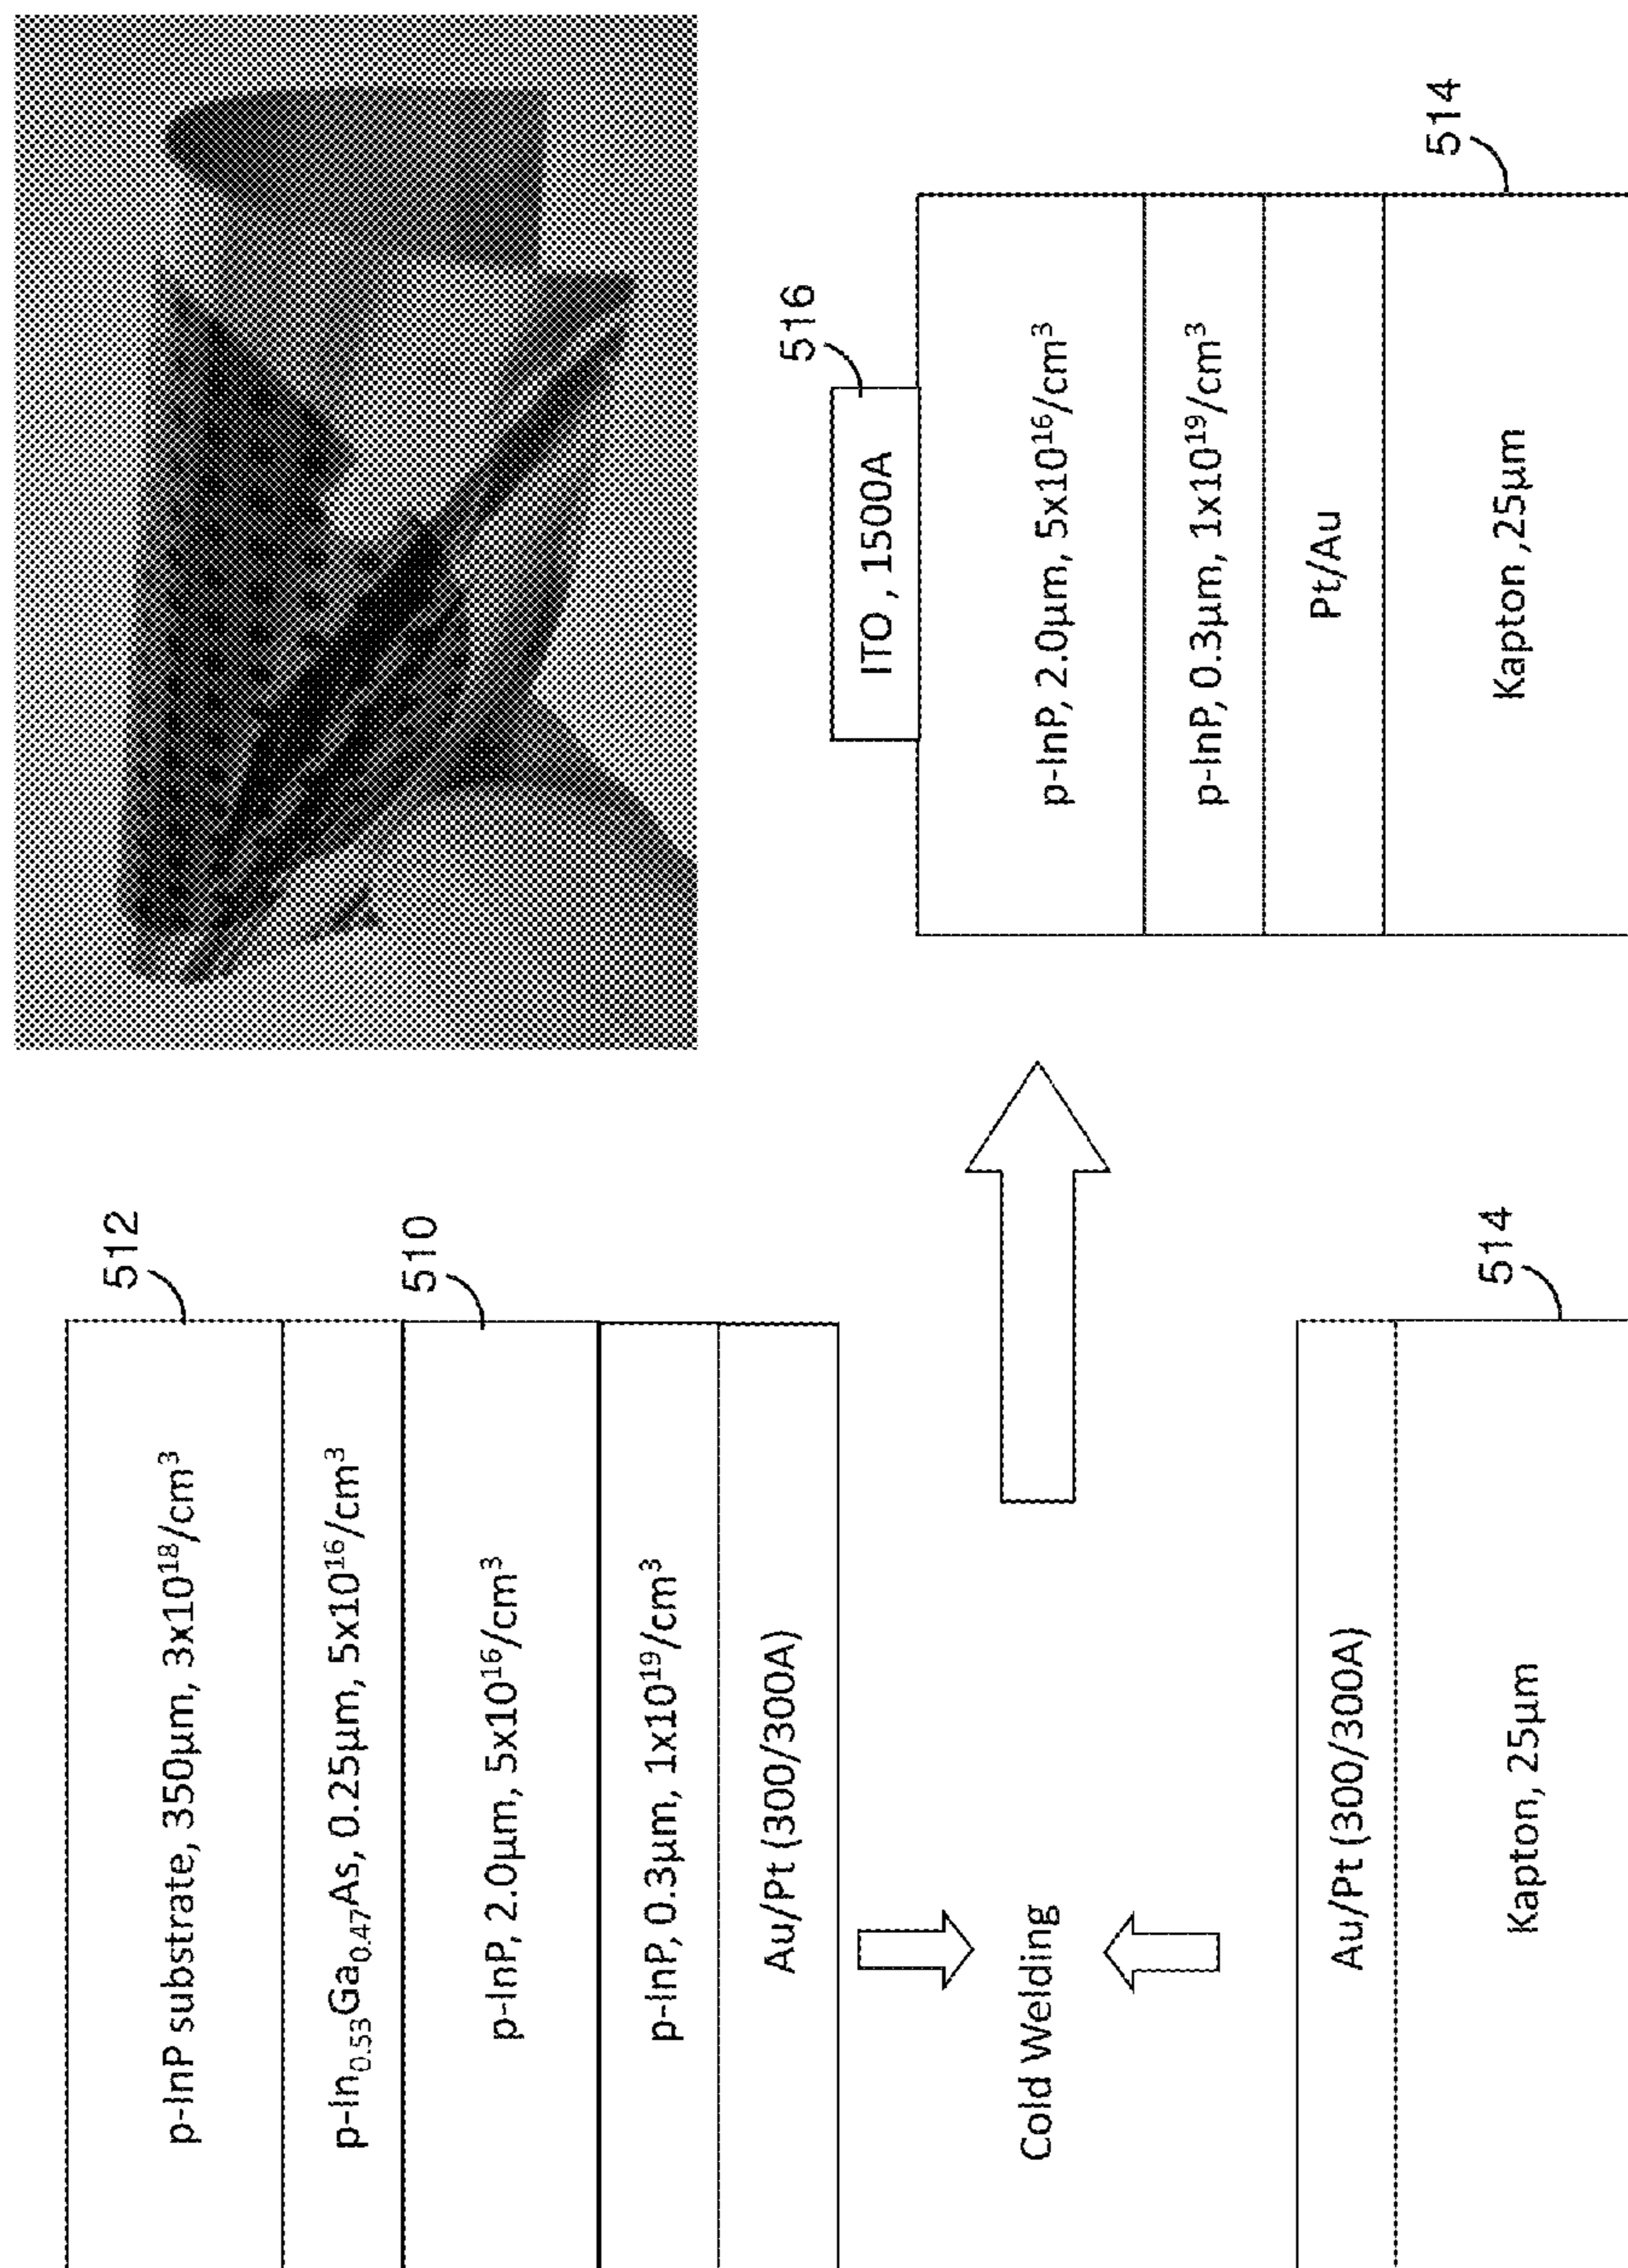 512
p-InP substrate, 350µm, 3x10¹⁸/cm³
p-In₀.₅₃Ga₀.₄₇As, 0.25µm, 5x10¹⁶/cm³
510
p-InP, 2.0µm, 5x10¹⁶/cm³
p-InP, 0.3µm, 1x10¹⁹/cm³
Au/Pt (300/300A)
Cold Welding
Au/Pt (300/300A)
514
Kapton, 25µm
516
ITO , 1500A
p-InP, 2.0µm, 5x10¹⁶/cm³
p-InP, 0.3µm, 1x10¹⁹/cm³
Pt/Au
514
Kapton ,25µm